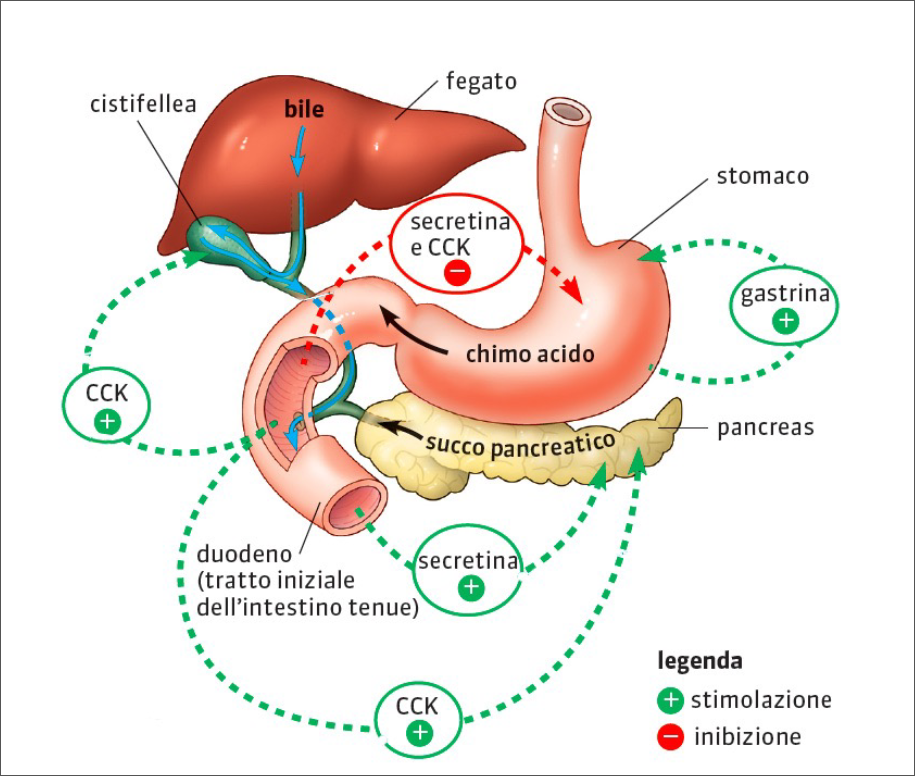 fegato
cistifellea
bile
stomaco
secretina
e CCK
−
gastrina
+
chimo acido
CCK
+
succo pancreatico
pancreas
duodeno
(tratto iniziale
dell'intestino tenue)
secretina
+
CCK
+
legenda
+ stimolazione
− inibizione